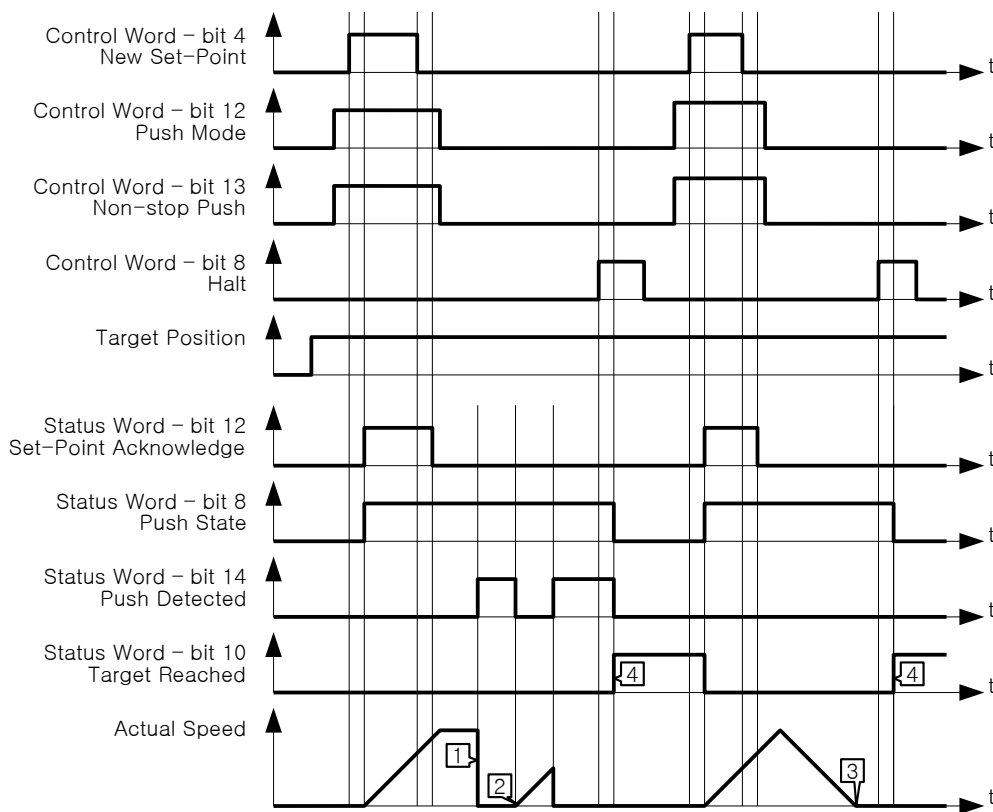 Control Word – bit 4
New Set–Point
t
Control Word – bit 12
Push Mode
t
Control Word – bit 13
Non–stop Push
t
Control Word – bit 8
Halt
t
Target Position
t
Status Word – bit 12
Set–Point Acknowledge
t
Status Word – bit 8
Push State
t
Status Word – bit 14
Push Detected
t
Status Word – bit 10
Target Reached
4
4
t
Actual Speed
1
2
3
t